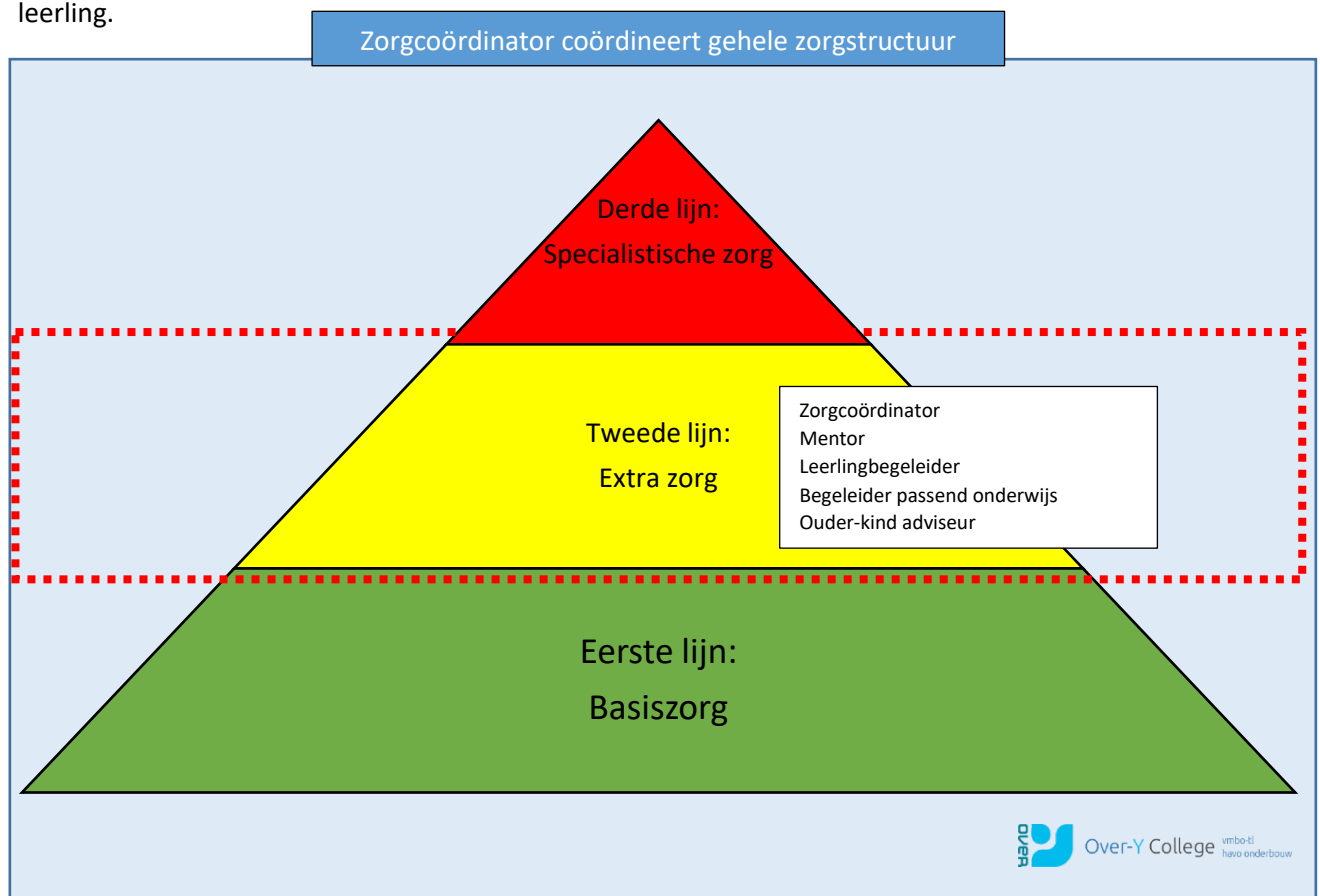 leerling.
Zorgcoördinator coördineert gehele zorgstructuur
Derde lijn:
Specialistische zorg
Tweede lijn:
Extra zorg
Zorgcoördinator
Mentor
Leerlingbegeleider
Begeleider passend onderwijs
Ouder-kind adviseur
Eerste lijn:
Basiszorg
OVER
Over-Y College
vmbo-tl
havo onderbouw